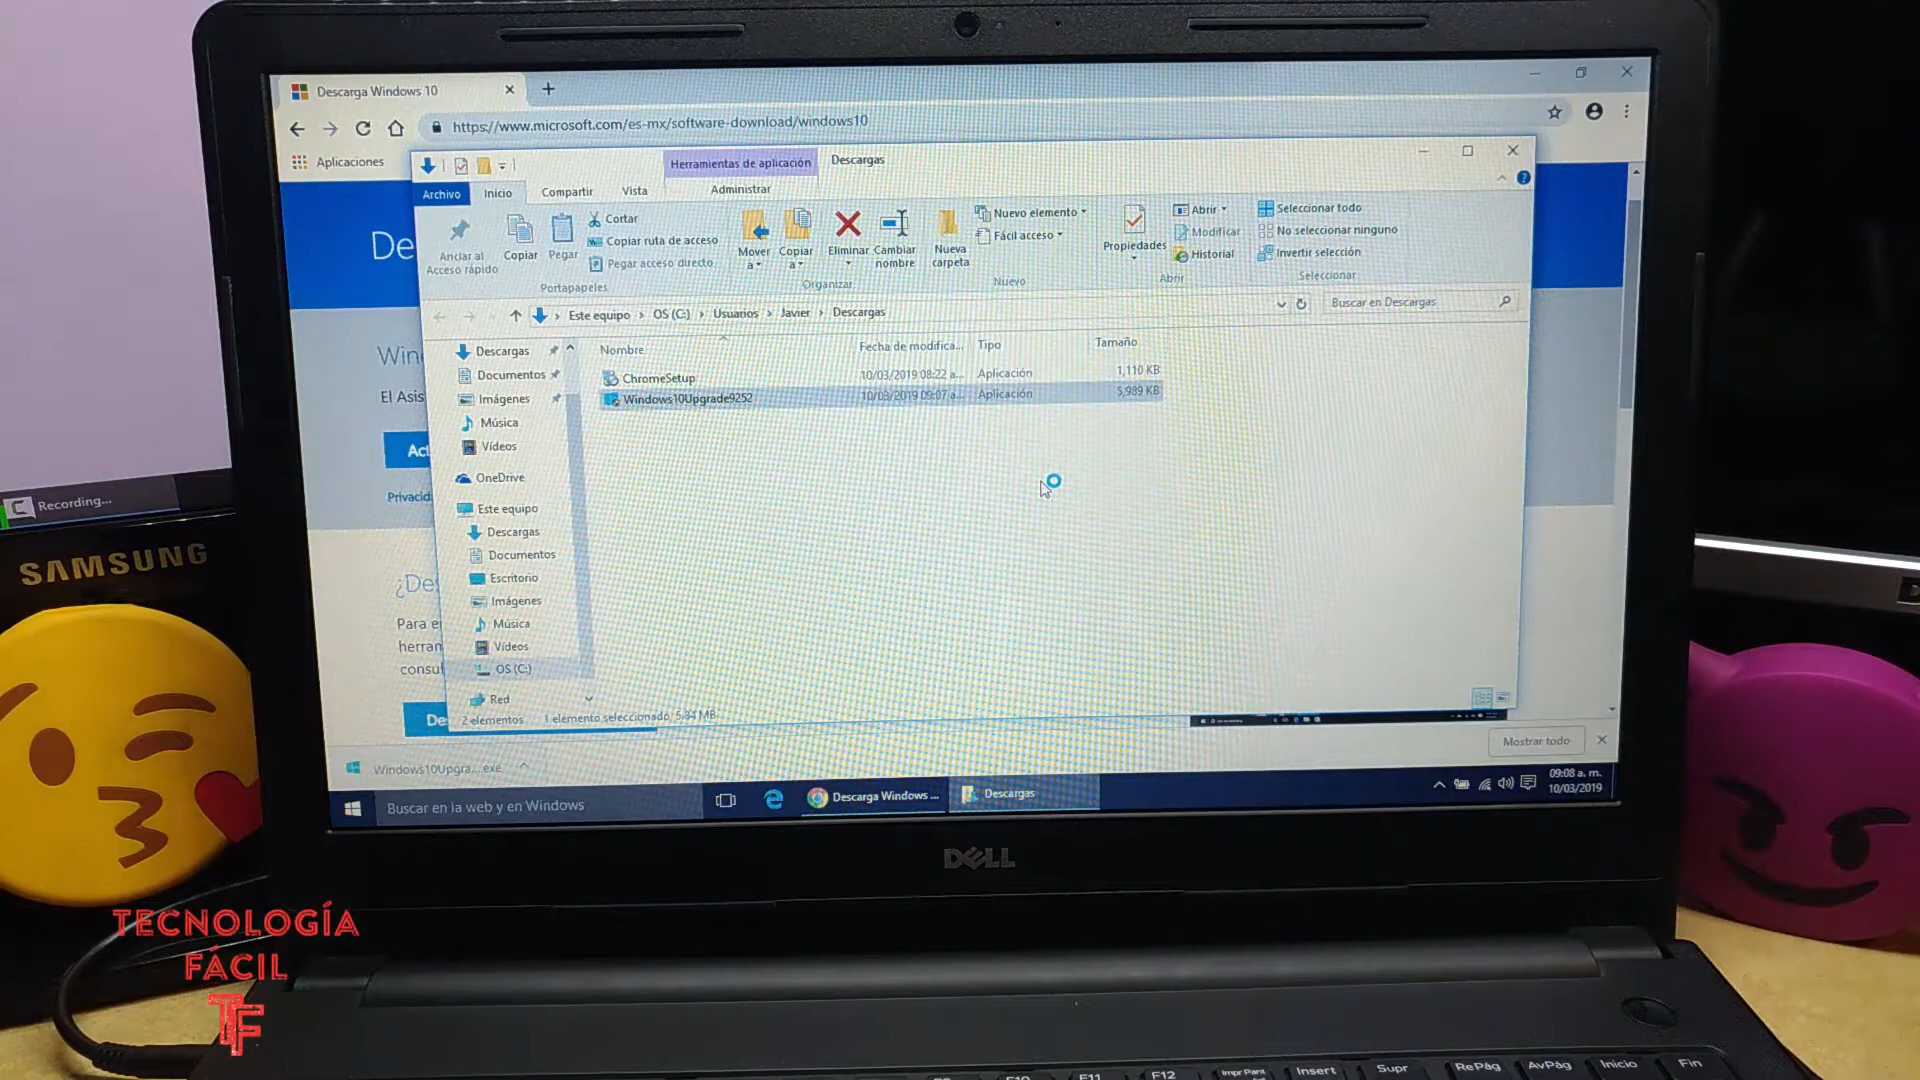 Descarga Windows 10
https://www.microsoft.com/es-mx/software-download/windows10
Aplicaciones
Herramientas de aplicación
Descargas
Archivo
Inicio
Compartir
Vista
Administrar
Anclar al
Acceso rápido
Copiar
Pegar
Cortar
Copiar ruta de acceso
Pegar acceso directo
Portapapeles
Mover
a
Copiar
a
Eliminar
Cambiar
nombre
Organizar
Nueva
carpeta
Nuevo elemento
Fácil acceso
Nuevo
Propiedades
Abrir
Modificar
Historial
Abrir
Seleccionar todo
No seleccionar ninguno
Invertir selección
Seleccionar
Este equipo
OS (C:)
Usuarios
Javier
Descargas
Buscar en Descargas
Nombre
Fecha de modifica...
Tipo
Tamaño
ChromeSetup
10/03/2019 08:22 a...
Aplicación
1,110 KB
Windows10Upgrade9252
10/03/2019 09:07 a...
Aplicación
5,989 KB
Descargas
Documentos
Imágenes
Música
Vídeos
OneDrive
Este equipo
Descargas
Documentos
Escritorio
Imágenes
Música
Vídeos
OS (C:)
Red
2 elementos
1 elemento seleccionado 5.84 MB
De
Win
El Asis
Act
Privacid
¿De
Para e
herran
consul
De
Windows10Upgra....exe
Mostrar todo
Buscar en la web y en Windows
Descarga Windows ...
Descargas
09:08 a. m.
10/03/2019
Recording...
SAMSUNG
DELL
TECNOLOGÍA
FÁCIL
TF
F11
F12
Impr Pant
Insert
Supr
RePág
AvPág
Inicio
Fin